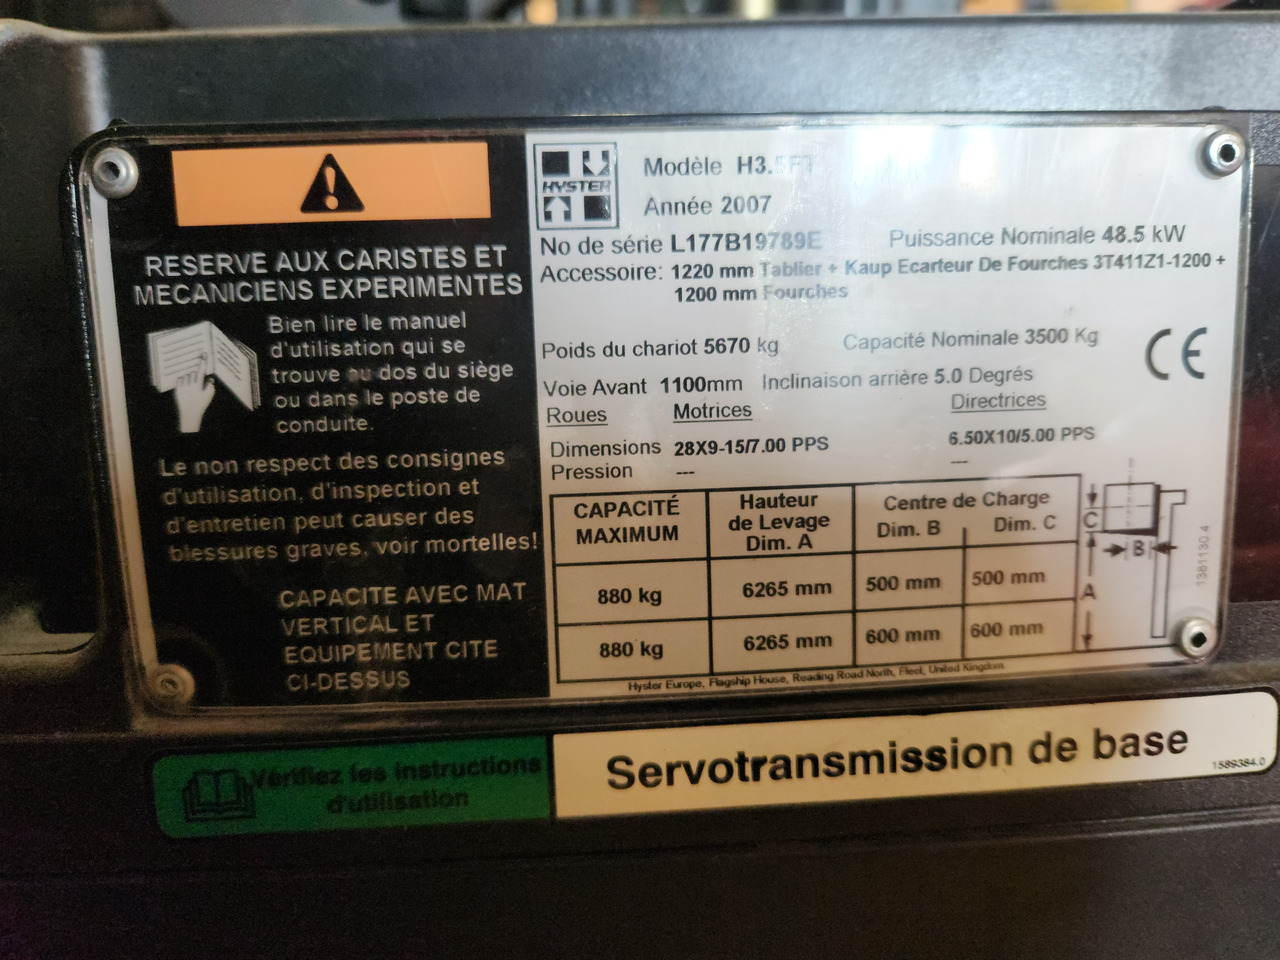 RESERVE AUX CARISTES ET
MECANICIENS EXPERIMENTES
Bien lire le manuel
d'utilisation qui se
trouve au dos du siège
ou dans le poste de
conduite.
Le non respect des consignes
d'utilisation, d'inspection et
d'entretien peut causer des
blessures graves, voir mortelles!
CAPACITE AVEC MAT
VERTICAL ET
EQUIPEMENT CITE
CI-DESSUS
HYSTER
Modèle H3.5FT
Année 2007
No de série L177B19789E Puissance Nominale 48.5 kW
Accessoire: 1220 mm Tablier + Kaup Ecarteur De Fourches 3T411Z1-1200 +
1200 mm Fourches
Poids du chariot 5670 kg Capacité Nominale 3500 Kg
CE
Voie Avant 1100mm Inclinaison arrière 5.0 Degrés
Roues Motrices Directrices
Dimensions 28X9-15/7.00 PPS 6.50X10/5.00 PPS
Pression --- ---
CAPACITÉ MAXIMUM Hauteur de Levage Dim. A Centre de Charge Dim. B Dim. C
880 kg 6265 mm 500 mm 500 mm
880 kg 6265 mm 600 mm 600 mm
C
B
A
1381130.4
Hyster Europe, Flagship House, Reading Road North, Fleet, United Kingdom
Vérifiez les instructions
d'utilisation
Servotransmission de base
1589384.0